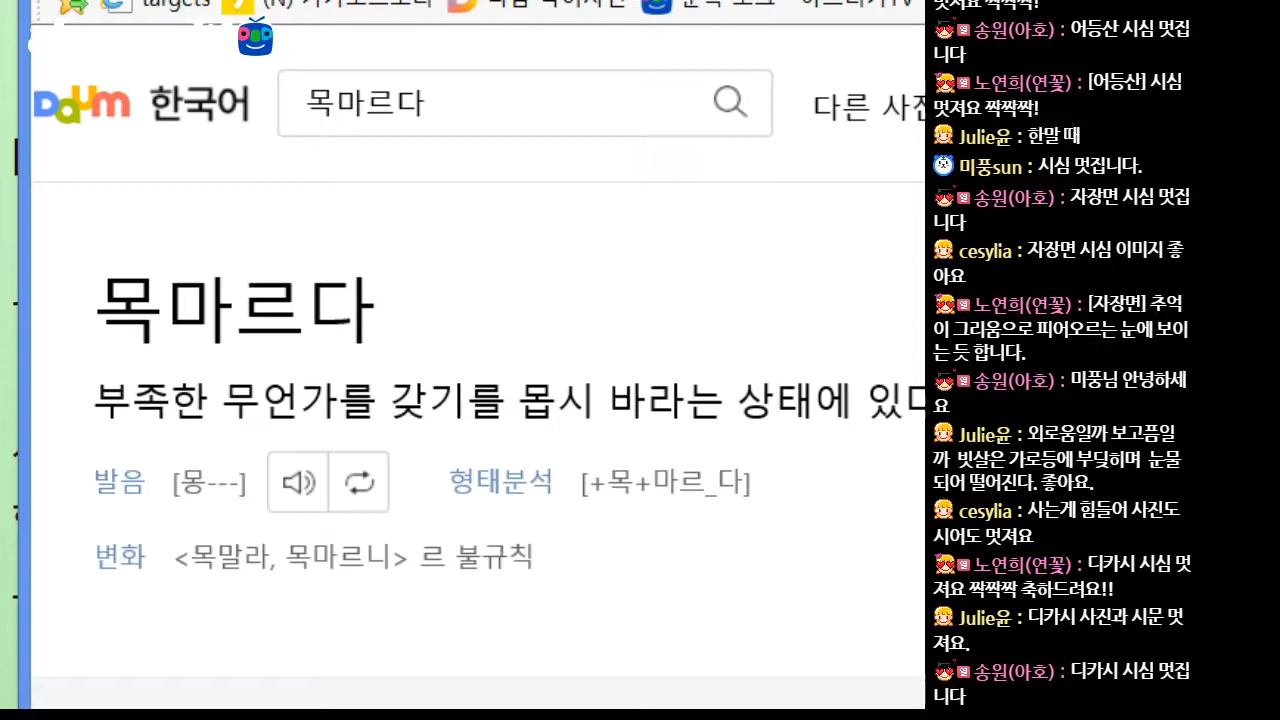 targets
Daum 한국어
목마르다
다른 사전
목마르다
부족한 무언가를 갖기를 몹시 바라는 상태에 있다
발음 [몽---] 형태분석 [+목+마르_다]
변화 <목말라, 목마르니> 르 불규칙
멋져요 짝짝짝!
송원(아호) : 어등산 시심 멋집
니다
노연희(연꽃) : [어등산] 시심
멋져요 짝짝짝!
Julie윤 : 한말 때
미풍sun : 시심 멋집니다.
송원(아호) : 자장면 시심 멋집
니다
cesylia : 자장면 시심 이미지 좋
아요
노연희(연꽃) : [자장면] 추억
이 그리움으로 피어오르는 눈에 보이
는 듯 합니다.
송원(아호) : 미풍님 안녕하세
요
Julie윤 : 외로움일까 보고픔일
까 빗살은 가로등에 부딪히며 눈물
되어 떨어진다. 좋아요.
cesylia : 사는게 힘들어 사진도
시어도 멋져요
노연희(연꽃) : 디카시 시심 멋
져요 짝짝짝 축하드려요!!
Julie윤 : 디카시 사진과 시문 멋
져요.
송원(아호) : 디카시 시심 멋집
니다